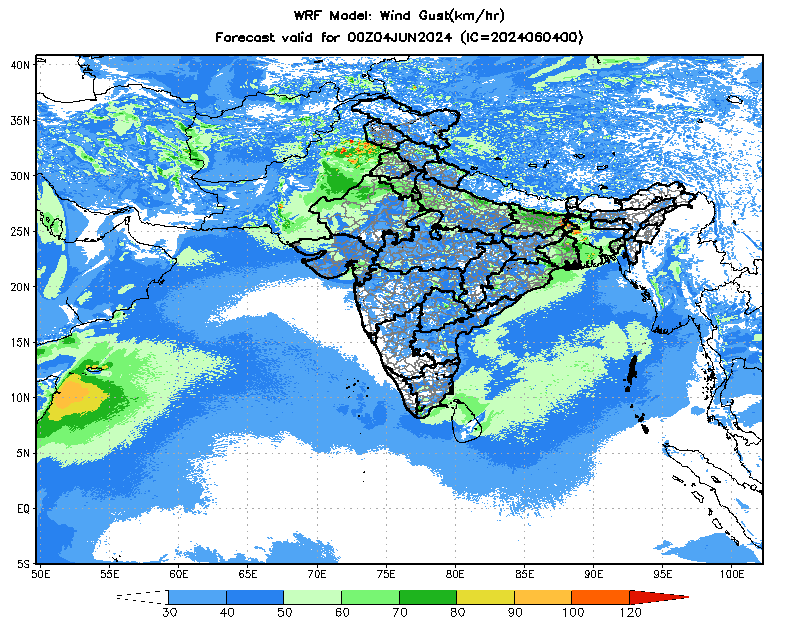 WRF Model: Wind Gust(km/hr)
Forecast valid for 00Z04JUN2024 (IC=2024060400)
40N
35N
30N
25N
20N
15N
10N
5N
EQ
5S
50E 55E 60E 65E 70E 75E 80E 85E 90E 95E 100E
30 40 50 60 70 80 90 100 120